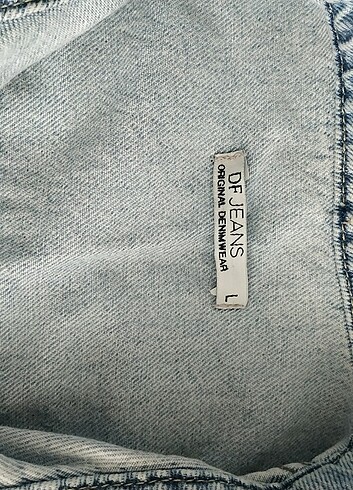 DF JEANS
ORIGINAL DENIMWEAR
L